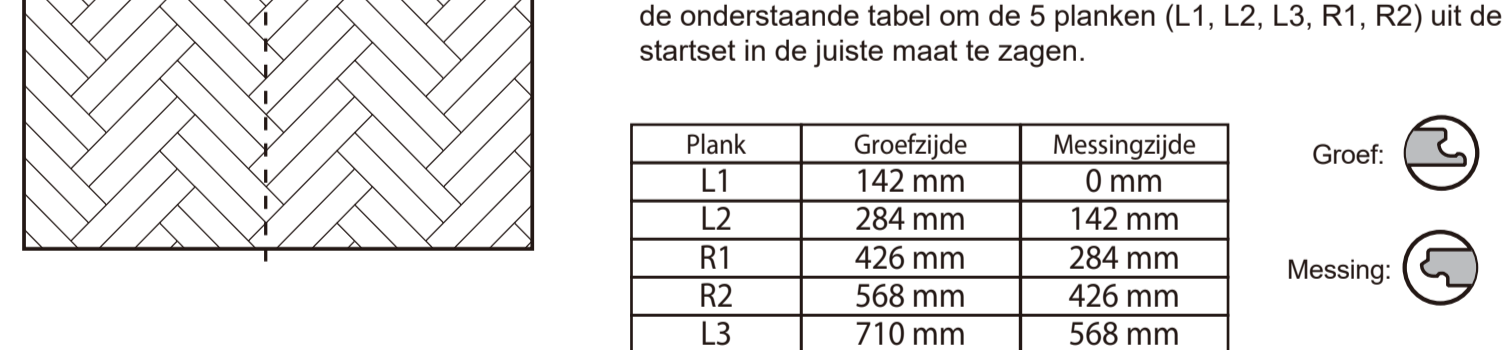 de onderstaande tabel om de 5 planken (L1, L2, L3, R1, R2) uit de
startset in de juiste maat te zagen.
Plank Groefzijde Messingzijde
L1 142 mm 0 mm
L2 284 mm 142 mm
R1 426 mm 284 mm
R2 568 mm 426 mm
L3 710 mm 568 mm
Groef:
Messing: